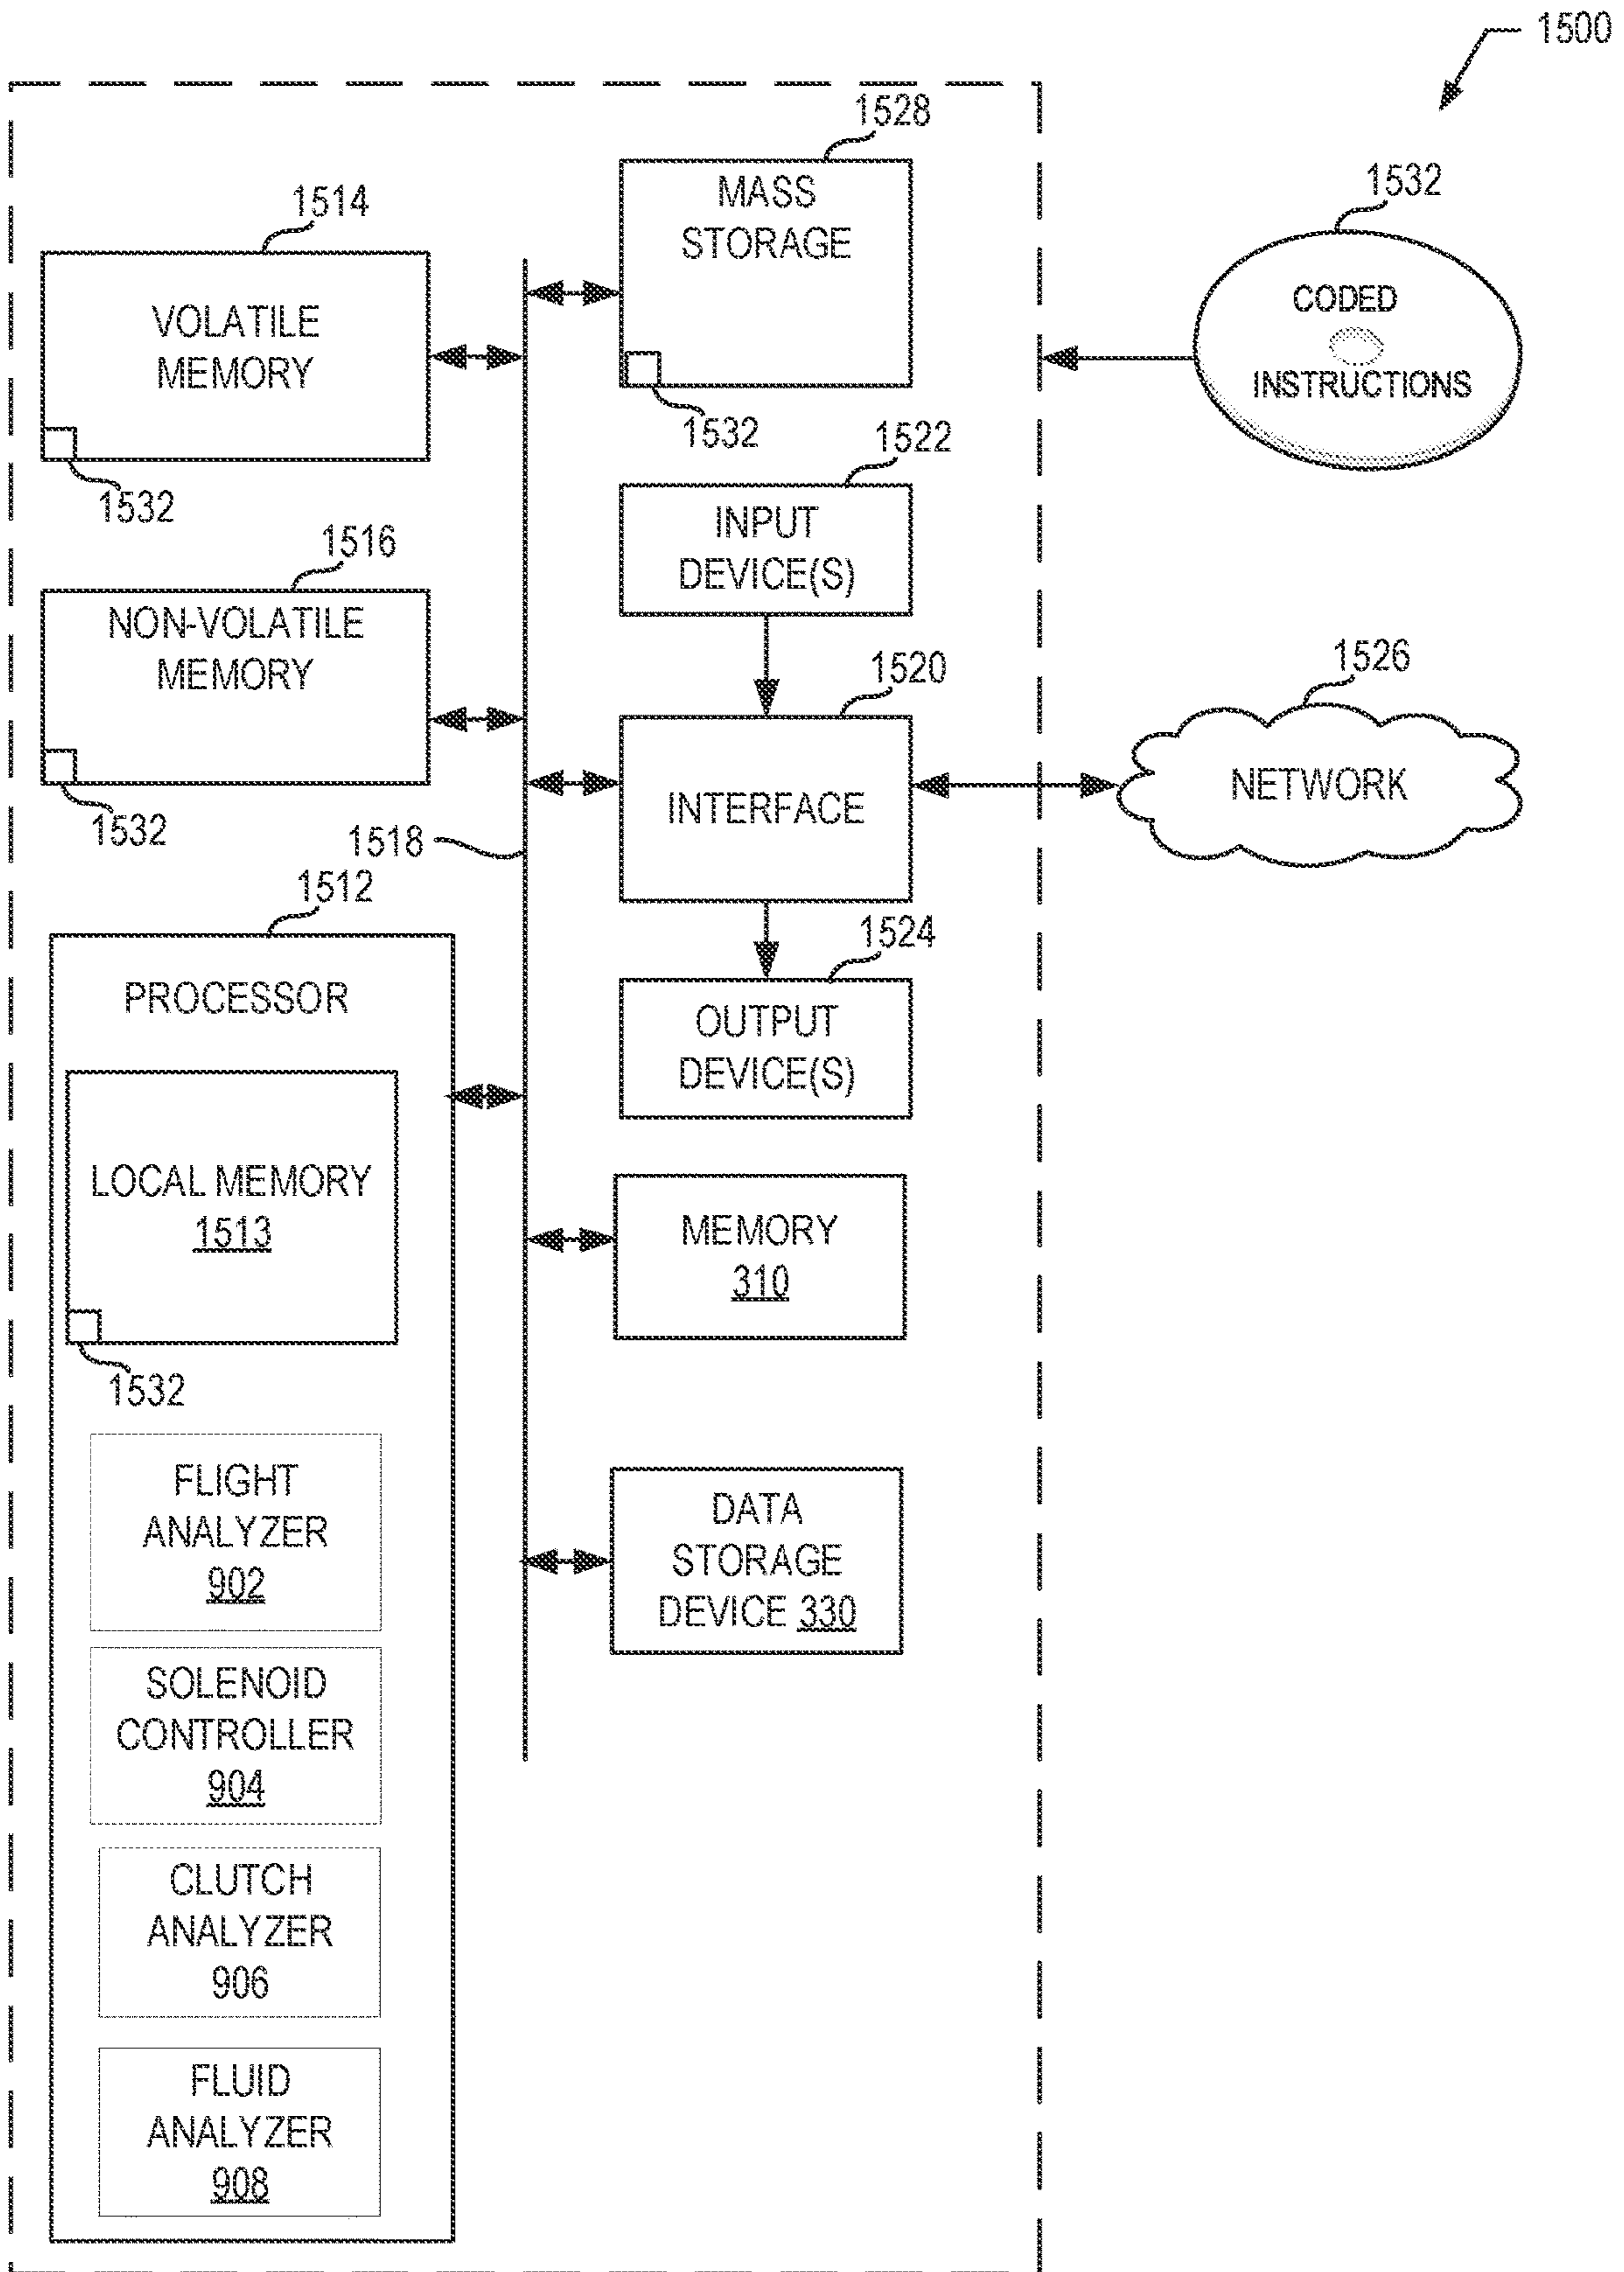 1500
1528
MASS
STORAGE
1532
1514
VOLATILE
MEMORY
1532
1532
CODED
INSTRUCTIONS
1522
INPUT
DEVICE(S)
1516
NON-VOLATILE
MEMORY
1532
1518
1520
INTERFACE
1526
NETWORK
1512
PROCESSOR
1524
OUTPUT
DEVICE(S)
LOCAL MEMORY
1513
1532
MEMORY
310
FLIGHT
ANALYZER
902
DATA
STORAGE
DEVICE 330
SOLENOID
CONTROLLER
904
CLUTCH
ANALYZER
906
FLUID
ANALYZER
908